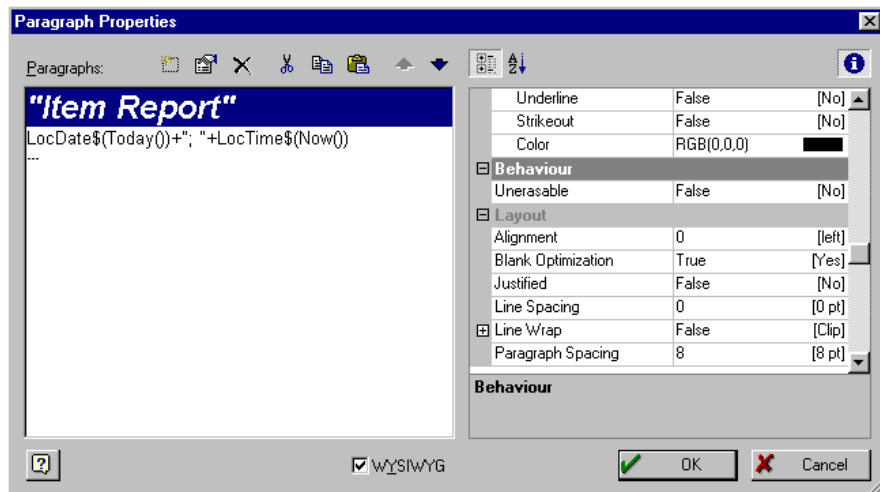 Paragraph Properties
Paragraphs:
"Item Report"
LocDate$(Today())+"; "+LocTime$(Now())
---
Underline False [No]
Strikeout False [No]
Color RGB(0,0,0)
Behaviour
Unerasable False [No]
Layout
Alignment 0 [left]
Blank Optimization True [Yes]
Justified False [No]
Line Spacing 0 [0 pt]
Line Wrap False [Clip]
Paragraph Spacing 8 [8 pt]
Behaviour
WYSIWYG
OK
Cancel